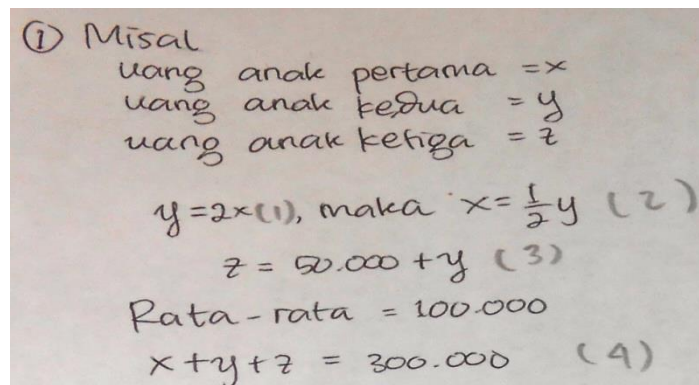 ① Misal
uang anak pertama = x
uang anak kedua = y
uang anak ketiga = z
y = 2x (1), maka x = 1/2 y (2)
z = 50.000 + y (3)
Rata-rata = 100.000
x + y + z = 300.000 (4)